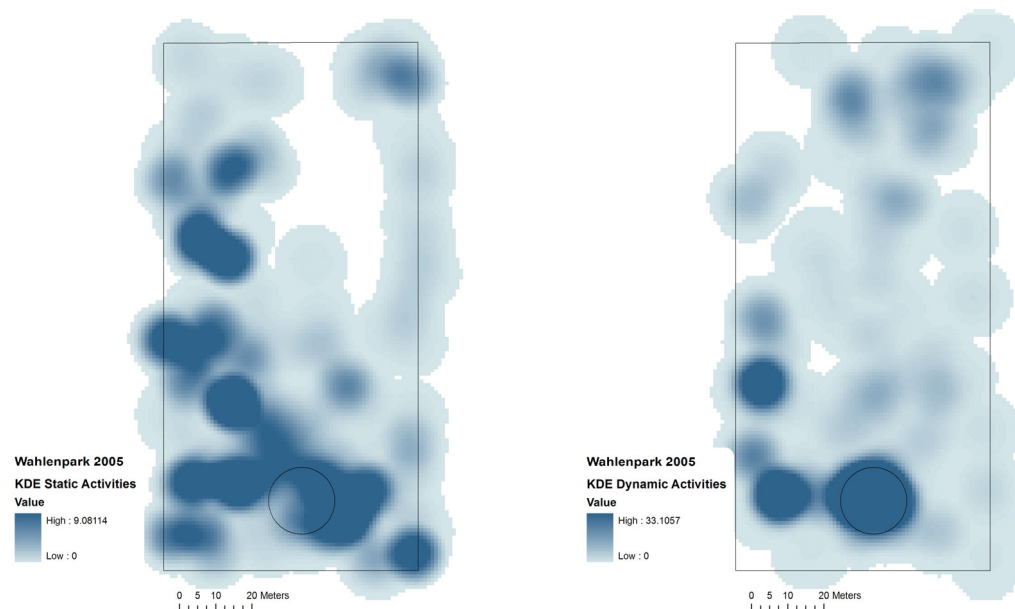 Wahlenpark 2005
KDE Static Activities
Value
High : 9.08114
Low : 0
0 5 10 20 Meters
Wahlenpark 2005
KDE Dynamic Activities
Value
High : 33.1057
Low : 0
0 5 10 20 Meters